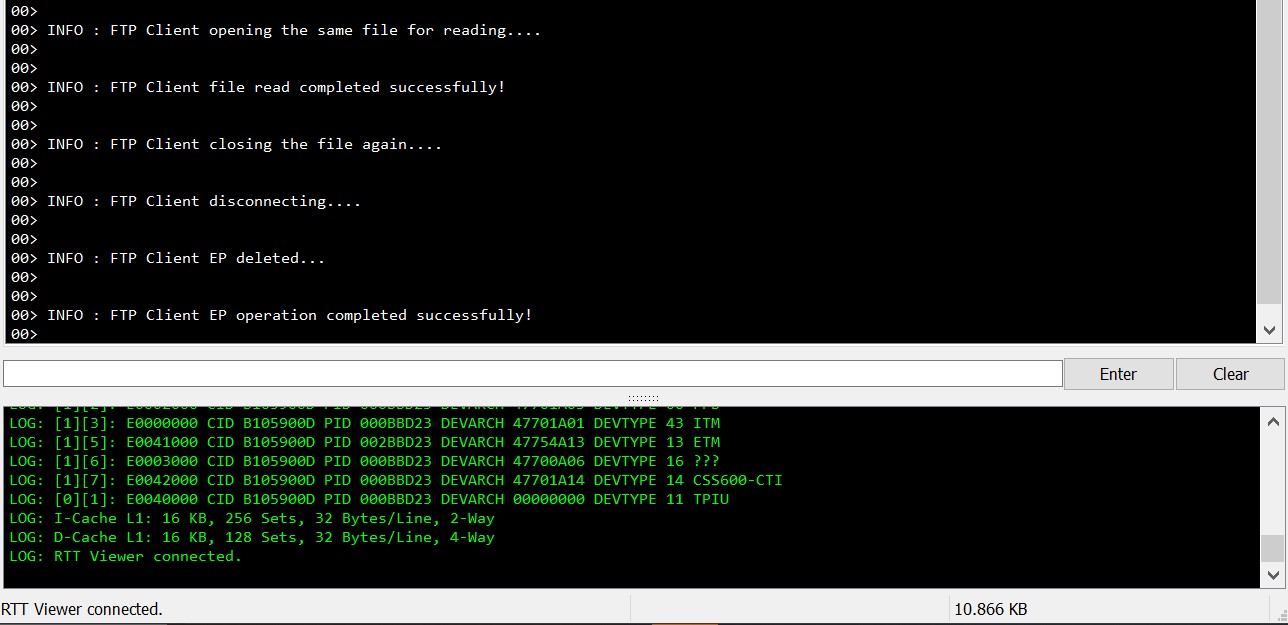 00>
00> INFO : FTP Client opening the same file for reading....
00>
00>
00> INFO : FTP Client file read completed successfully!
00>
00>
00> INFO : FTP Client closing the file again....
00>
00>
00> INFO : FTP Client disconnecting....
00>
00>
00> INFO : FTP Client EP deleted...
00>
00>
00> INFO : FTP Client EP operation completed successfully!
00>
Enter Clear
LOG: [1][3]: E0000000 CID B105900D PID 000BBD23 DEVARCH 47701A01 DEVTYPE 43 ITM
LOG: [1][5]: E0041000 CID B105900D PID 002BBD23 DEVARCH 47754A13 DEVTYPE 13 ETM
LOG: [1][6]: E0003000 CID B105900D PID 000BBD23 DEVARCH 47700A06 DEVTYPE 16 ???
LOG: [1][7]: E0042000 CID B105900D PID 000BBD23 DEVARCH 47701A14 DEVTYPE 14 CSS600-CTI
LOG: [0][1]: E0040000 CID B105900D PID 000BBD23 DEVARCH 00000000 DEVTYPE 11 TPIU
LOG: I-Cache L1: 16 KB, 256 Sets, 32 Bytes/Line, 2-Way
LOG: D-Cache L1: 16 KB, 128 Sets, 32 Bytes/Line, 4-Way
LOG: RTT Viewer connected.
RTT Viewer connected. 10.866 KB